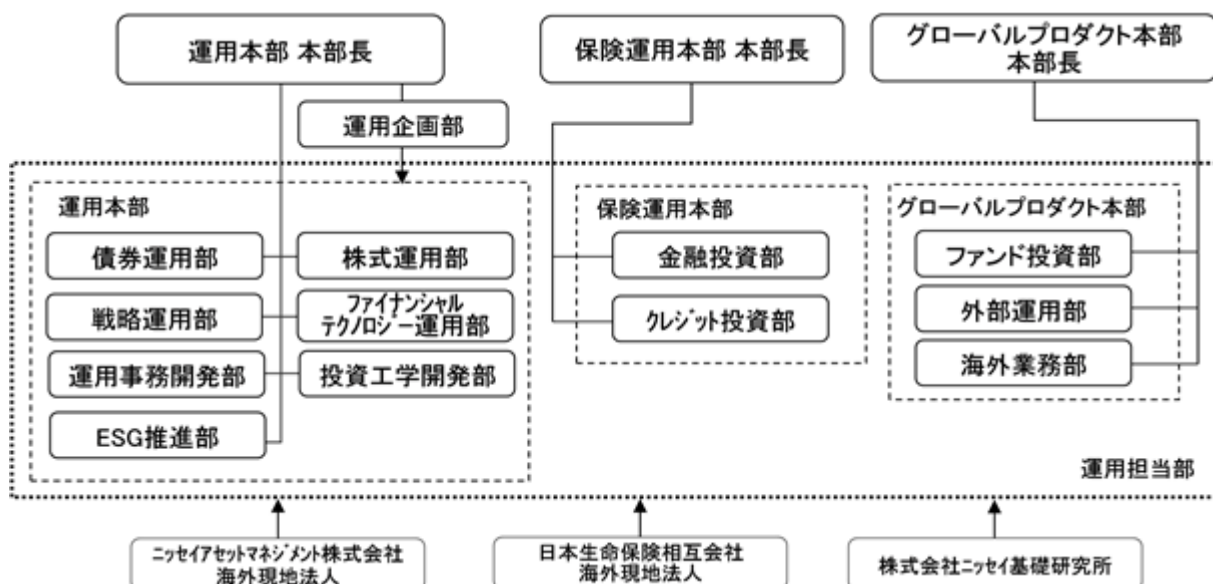 運用本部 本部長
保険運用本部 本部長
グローバルプロダクト本部
本部長
運用企画部
運用本部
債券運用部
株式運用部
戦略運用部
ファイナンシャル
テクノロジー運用部
運用事務開発部
投資工学開発部
ESG推進部
保険運用本部
金融投資部
クレジット投資部
グローバルプロダクト本部
ファンド投資部
外部運用部
海外業務部
運用担当部
ニッセイアセットマネジメント株式会社
海外現地法人
日本生命保険相互会社
海外現地法人
株式会社ニッセイ基礎研究所